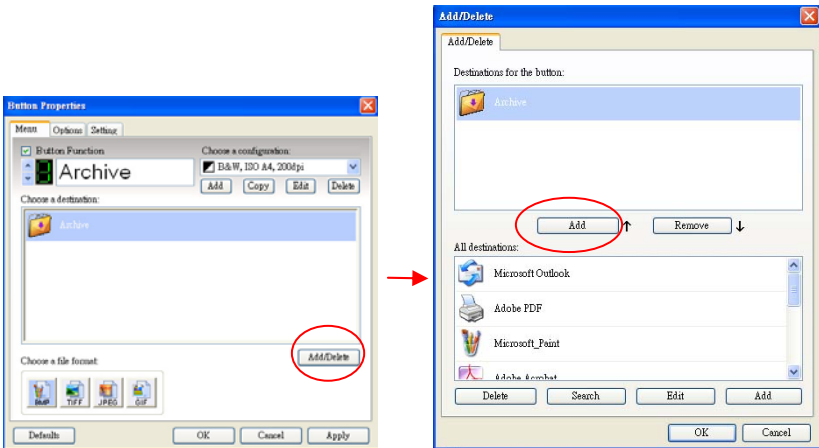 Button Properties
Menu Options Setting
Button Function
Archive
Choose a configuration:
B&W, ISO A4, 200dpi
Add Copy Edit Delete
Choose a destination:
Archive
Add/Delete
Choose a file format:
BMP TIFF JPEG GIF
Defaults OK Cancel Apply
Add/Delete
Add/Delete
Destinations for the button:
Archive
Add ↑ Remove ↓
All destinations:
Microsoft Outlook
Adobe PDF
Microsoft_Paint
Adobe Acrobat
Delete Search Edit Add
OK Cancel